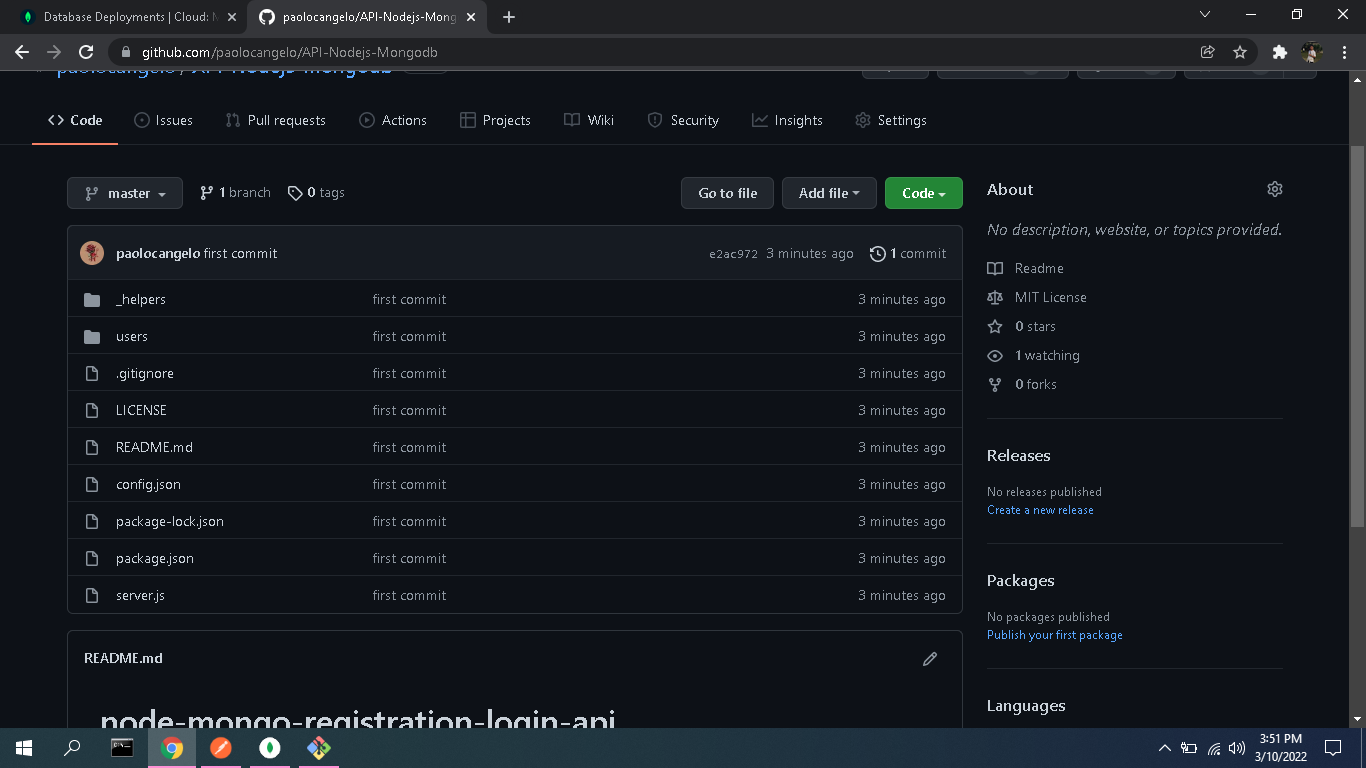 Database Deployments | Cloud: M
paolocangelo/API-Nodejs-Mong
github.com/paolocangelo/API-Nodejs-Mongodb
paolocangelo / API-Nodejs-Mongodb
Code Issues Pull requests Actions Projects Wiki Security Insights Settings
master 1 branch 0 tags Go to file Add file Code
paolocangelo first commit e2ac972 3 minutes ago 1 commit
_helpers first commit 3 minutes ago
users first commit 3 minutes ago
.gitignore first commit 3 minutes ago
LICENSE first commit 3 minutes ago
README.md first commit 3 minutes ago
config.json first commit 3 minutes ago
package-lock.json first commit 3 minutes ago
package.json first commit 3 minutes ago
server.js first commit 3 minutes ago
README.md
node-mongo-registration-login-api
About
No description, website, or topics provided.
Readme
MIT License
0 stars
1 watching
0 forks
Releases
No releases published
Create a new release
Packages
No packages published
Publish your first package
Languages
3:51 PM
3/10/2022